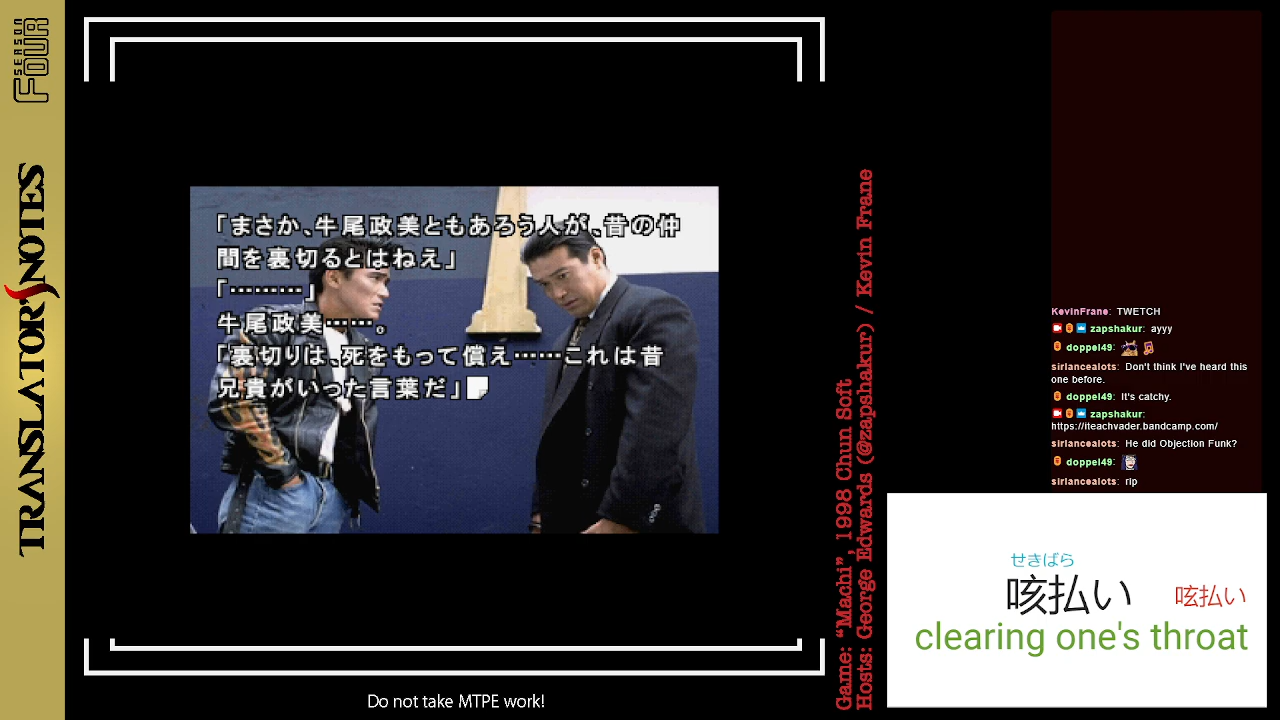 SEASON
FOUR
TRANSLATOR'S NOTES
「まさか、牛尾政美ともあろう人が、昔の仲
間を裏切るとはねえ」
「………」
牛尾政美……。
「裏切りは、死をもって償え……これは昔
兄貴がいった言葉だ」
Do not take MTPE work!
Game: "Machi", 1998 Chun Soft
Hosts: George Edwards (@zapshakur) / Kevin Frane
KevinFrane: TWETCH
zapshakur: ayyy
doppel49:
sirlancealots: Don't think I've heard this
one before.
doppel49: It's catchy.
zapshakur:
https://iteachvader.bandcamp.com/
sirlancealots: He did Objection Funk?
doppel49:
sirlancealots: rip
せきばら
咳払い 呟払い
clearing one's throat